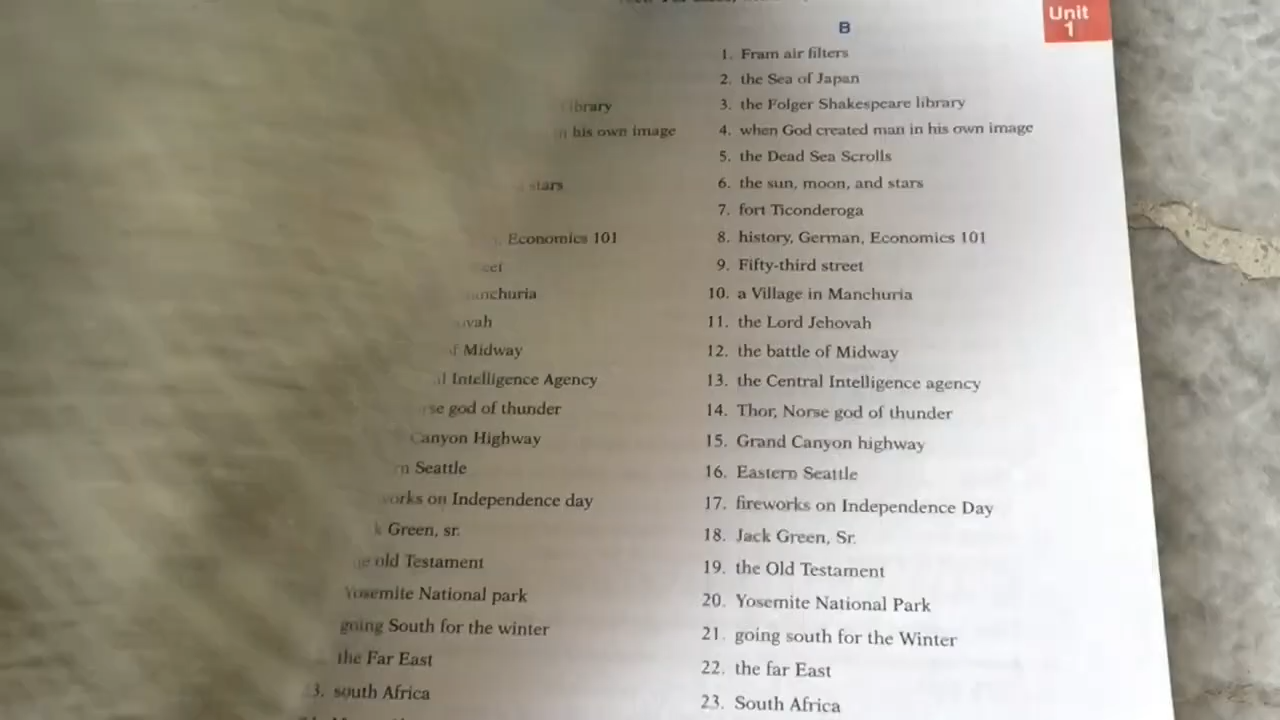 Unit
1
B
1. Fram air filters
2. the Sea of Japan
library
3. the Folger Shakespeare library
his own image
4. when God created man in his own image
5. the Dead Sea Scrolls
stars
6. the sun, moon, and stars
7. fort Ticonderoga
Economics 101
8. history, German, Economics 101
9. Fifty-third street
10. a Village in Manchuria
11. the Lord Jehovah
Midway
12. the battle of Midway
Intelligence Agency
13. the Central Intelligence agency
god of thunder
14. Thor, Norse god of thunder
Canyon Highway
15. Grand Canyon highway
Seattle
16. Eastern Seattle
on Independence day
17. fireworks on Independence Day
Green, sr.
18. Jack Green, Sr.
old Testament
19. the Old Testament
Yosemite National park
20. Yosemite National Park
going South for the winter
21. going south for the Winter
the Far East
22. the far East
3. south Africa
23. South Africa